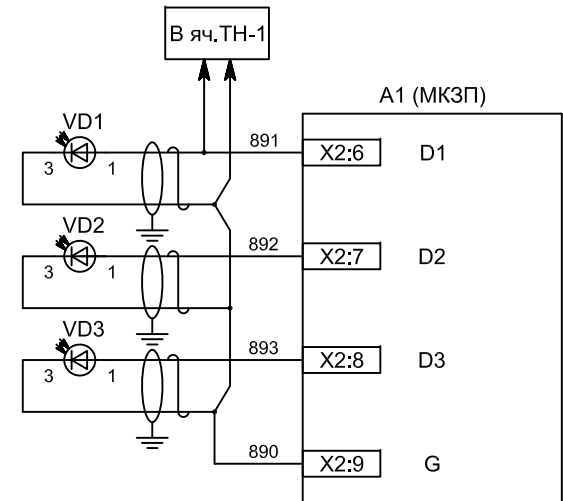 В яч.ТН-1
А1 (МКЗП)
VD1
891
X2:6 D1
3 1
VD2
892
X2:7 D2
3 1
VD3
893
X2:8 D3
3 1
890
X2:9 G